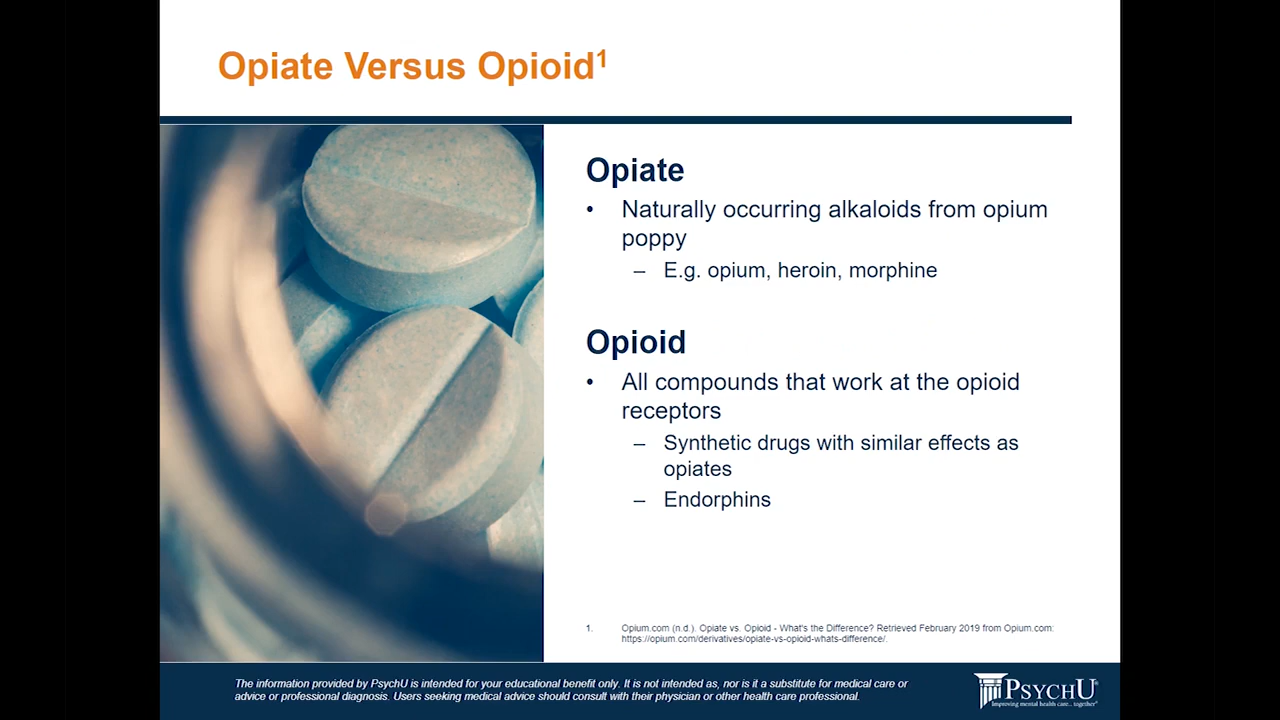 Opiate Versus Opioid¹
Opiate
• Naturally occurring alkaloids from opium
poppy
– E.g. opium, heroin, morphine
Opioid
• All compounds that work at the opioid
receptors
– Synthetic drugs with similar effects as
opiates
– Endorphins
1. Opium.com (n.d.). Opiate vs. Opioid - What's the Difference? Retrieved February 2019 from Opium.com:
https://opium.com/derivatives/opiate-vs-opioid-whats-difference/.
The information provided by PsychU is intended for your educational benefit only. It is not intended as, nor is it a substitute for medical care or
advice or professional diagnosis. Users seeking medical advice should consult with their physician or other health care professional.
PSYCHU®
Improving mental health care... together®